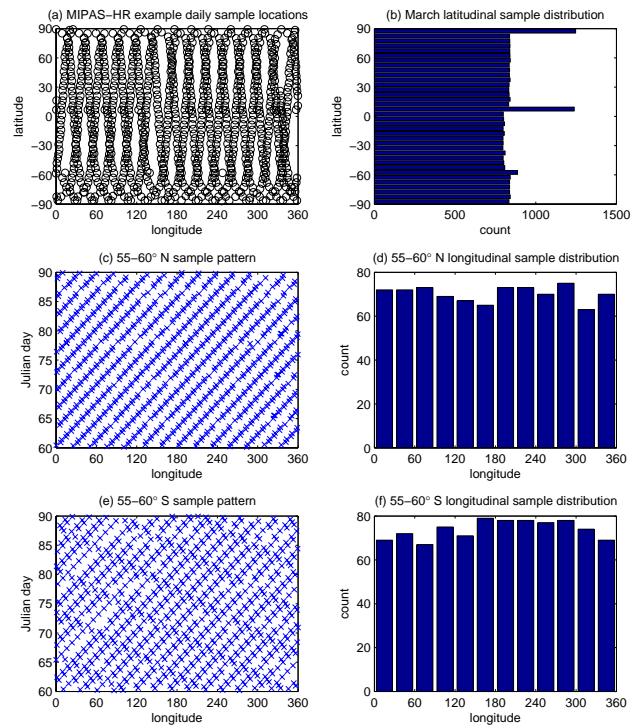 (a) MIPAS−HR example daily sample locations
90
60
30
0
−30
−60
−90
latitude
0 60 120 180 240 300 360
longitude
(b) March latitudinal sample distribution
90
60
30
0
−30
−60
−90
latitude
0 500 1000 1500
count
(c) 55−60° N sample pattern
90
85
80
75
70
65
60
Julian day
0 60 120 180 240 300 360
longitude
(d) 55−60° N longitudinal sample distribution
80
60
40
20
0
count
0 60 120 180 240 300 360
longitude
(e) 55−60° S sample pattern
90
85
80
75
70
65
60
Julian day
0 60 120 180 240 300 360
longitude
(f) 55−60° S longitudinal sample distribution
80
60
40
20
0
count
0 60 120 180 240 300 360
longitude